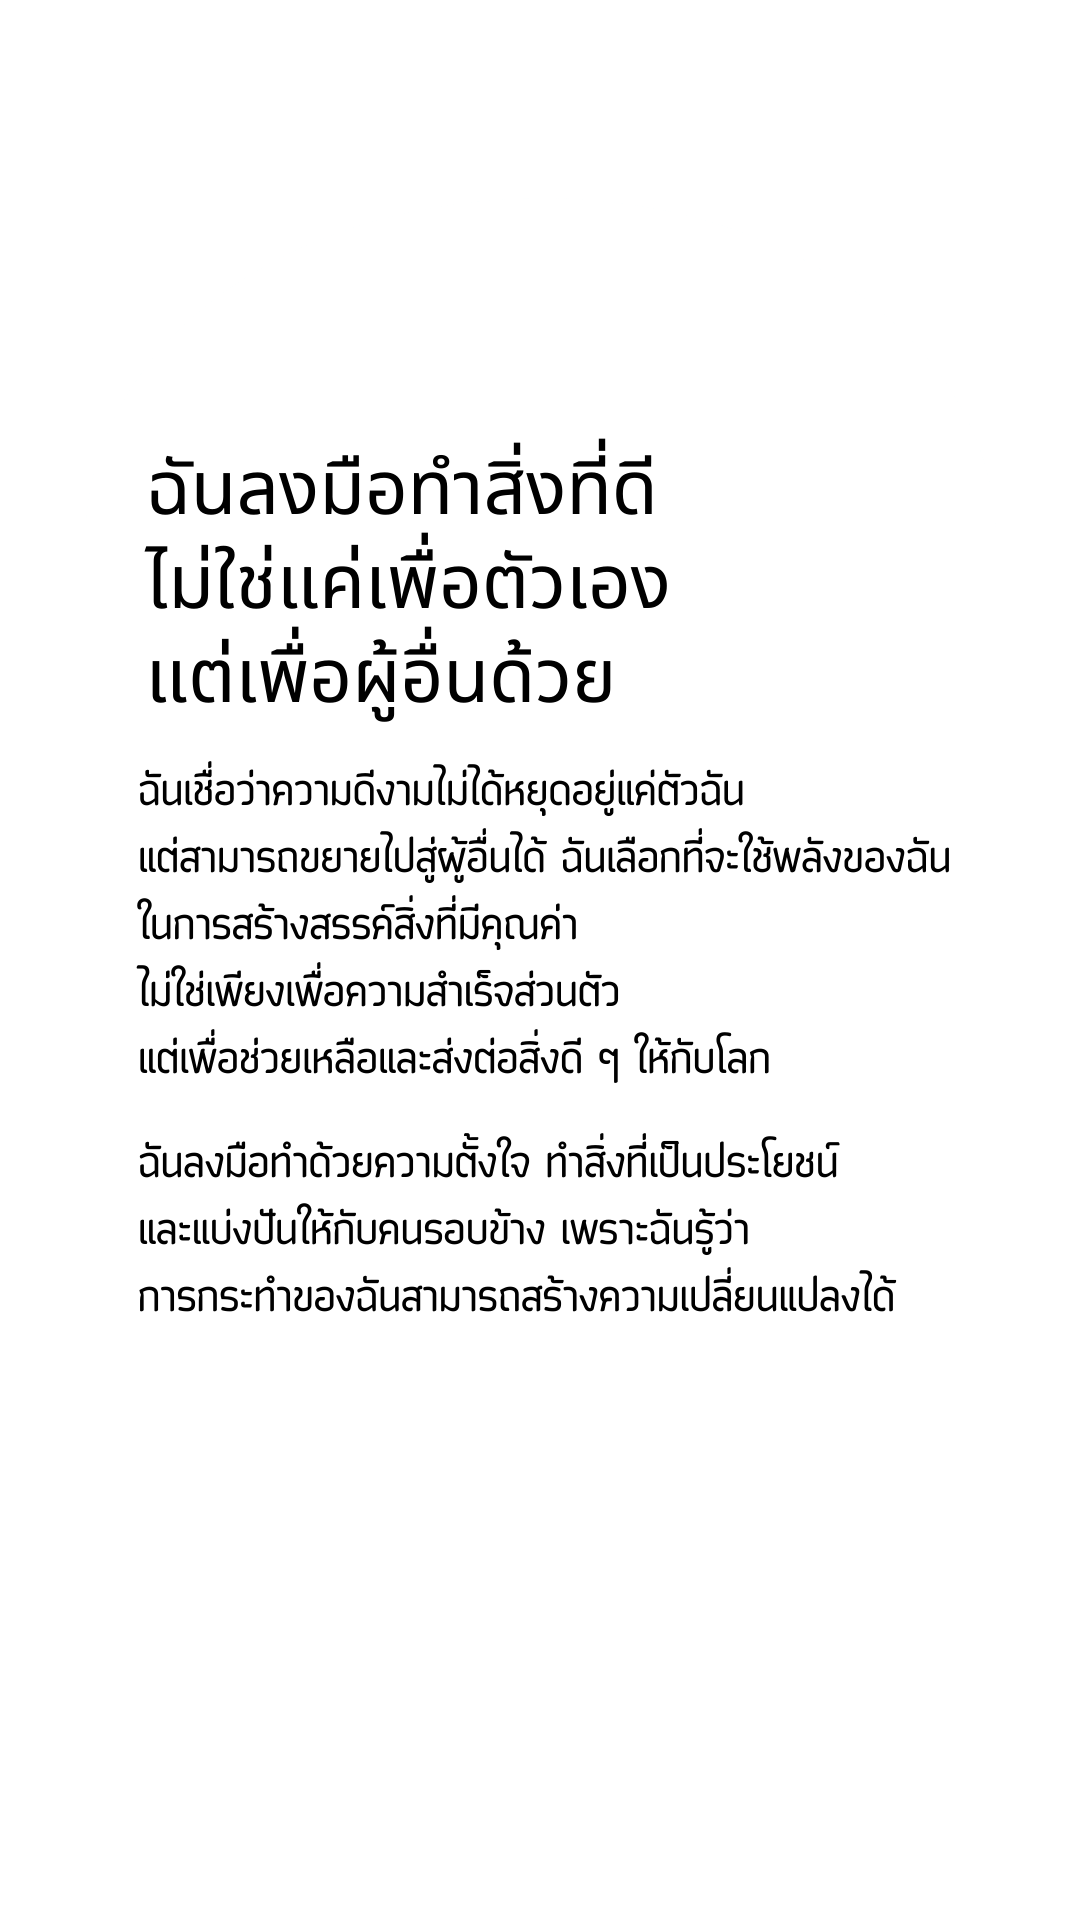 ฉันลงมือทำสิ่งที่ดี
ไม่ใช่แค่เพื่อตัวเอง
แต่เพื่อผู้อื่นด้วย
ฉันเชื่อว่าความดีงามไม่ได้หยุดอยู่แค่ตัวฉัน
แต่สามารถขยายไปสู่ผู้อื่นได้ ฉันเลือกที่จะใช้พลังของฉัน
ในการสร้างสรรค์สิ่งที่มีคุณค่า
ไม่ใช่เพียงเพื่อความสำเร็จส่วนตัว
แต่เพื่อช่วยเหลือและส่งต่อสิ่งดี ๆ ให้กับโลก
ฉันลงมือทำด้วยความตั้งใจ ทำสิ่งที่เป็นประโยชน์
และแบ่งปันให้กับคนรอบข้าง เพราะฉันรู้ว่า
การกระทำของฉันสามารถสร้างความเปลี่ยนแปลงได้